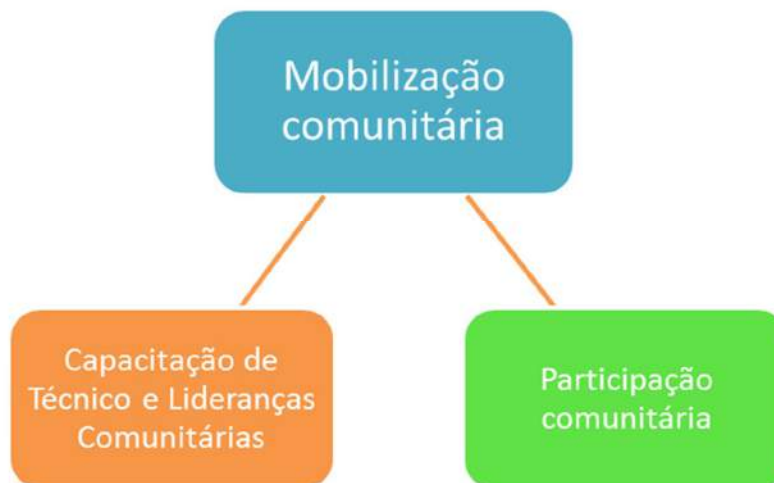 Mobilização
comunitária
Capacitação de
Técnico e Lideranças
Comunitárias
Participação
comunitária